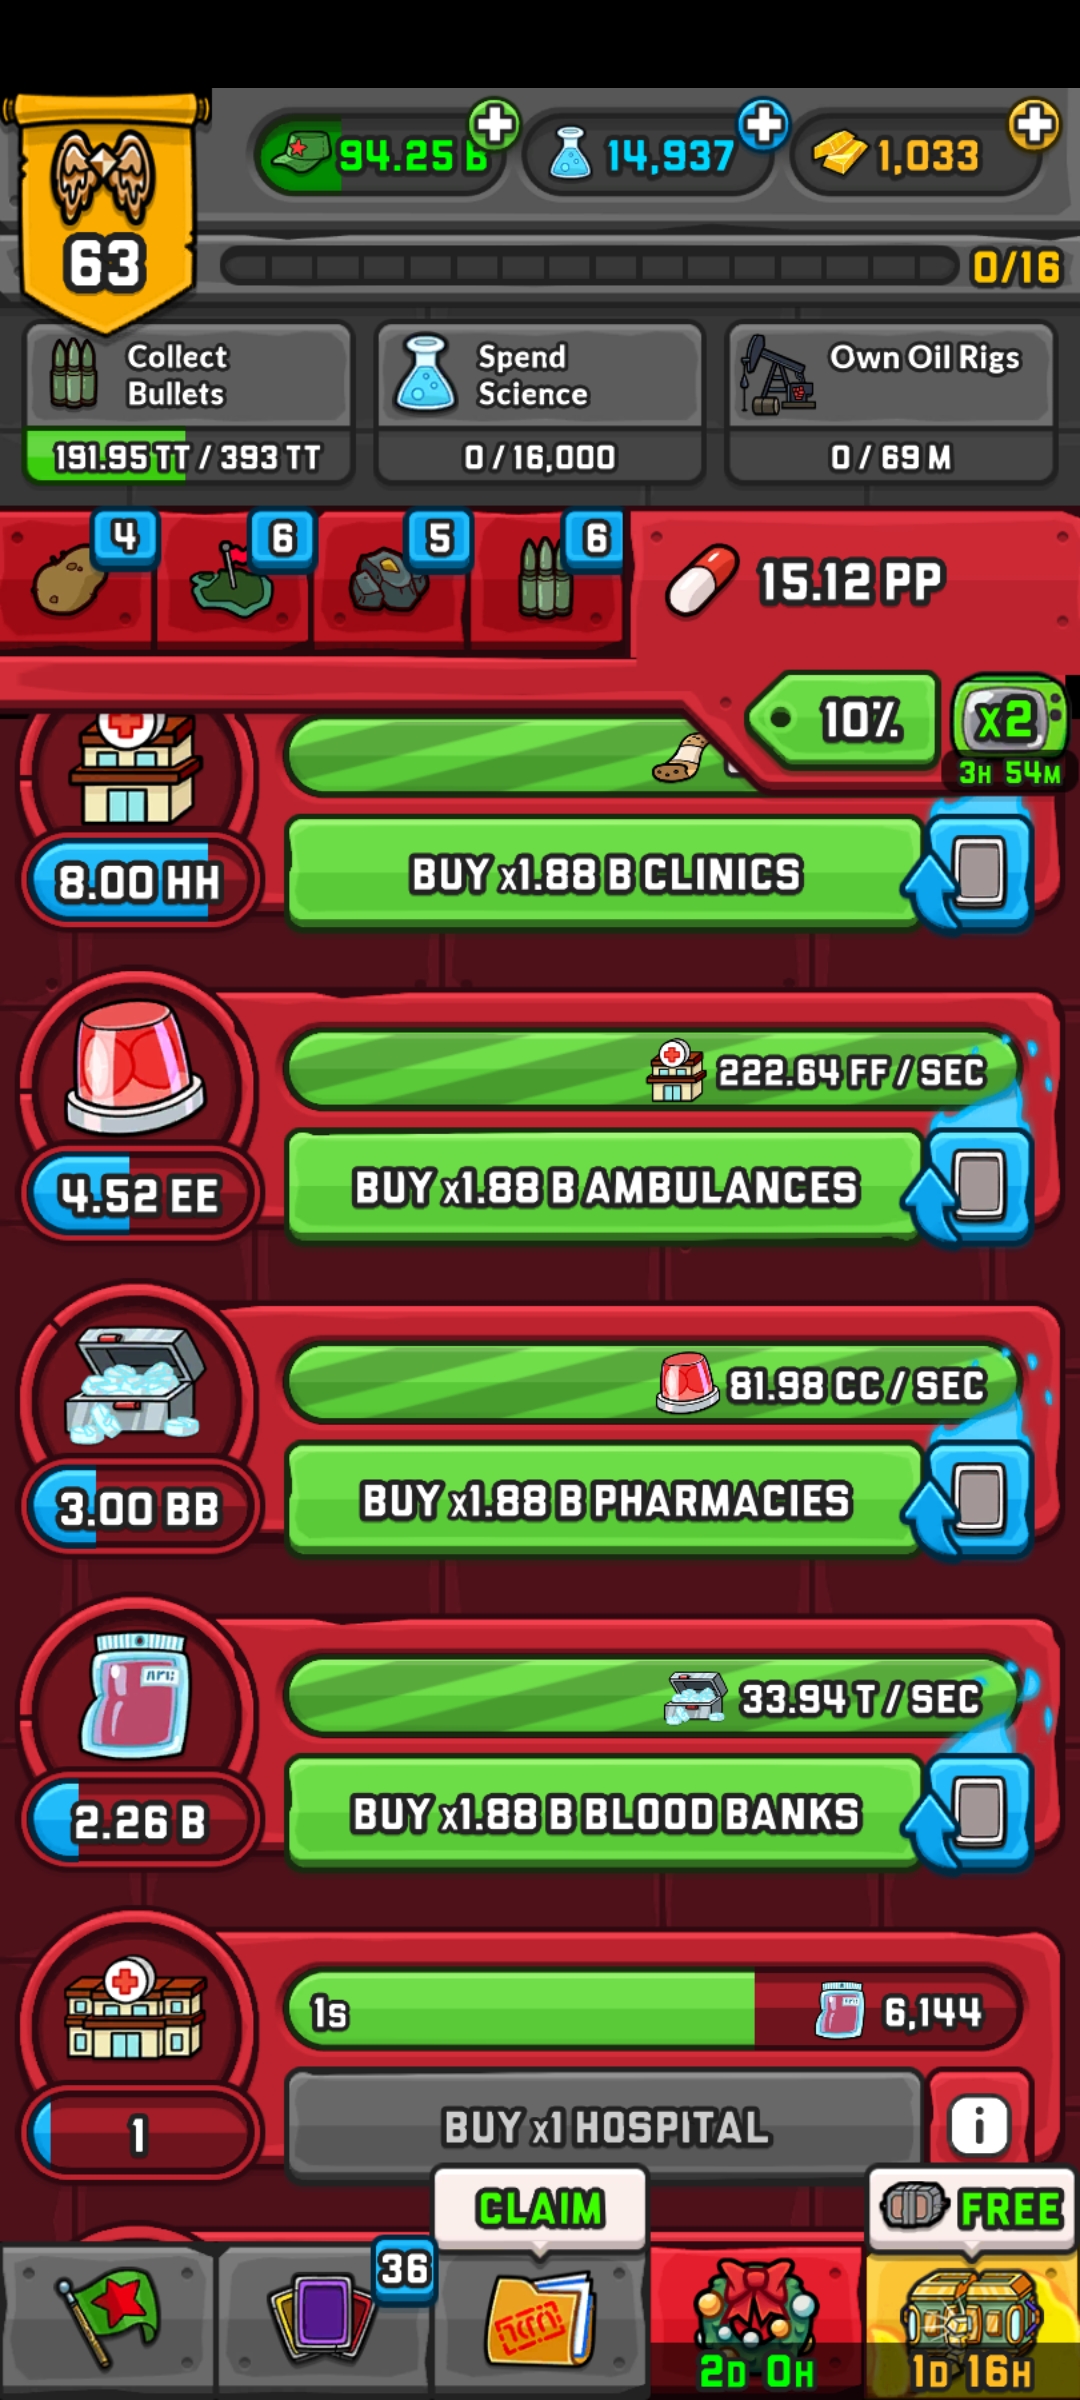 94.25 B
14,937
1,033
63
0/16
Collect
Bullets
191.95 TT / 393 TT
Spend
Science
0 / 16,000
Own Oil Rigs
0 / 69 M
4
6
5
6
15.12 PP
10%
x2
3H 54M
8.00 HH
BUY x1.88 B CLINICS
222.64 FF / SEC
4.52 EE
BUY x1.88 B AMBULANCES
81.98 CC / SEC
3.00 BB
BUY x1.88 B PHARMACIES
33.94 T / SEC
2.26 B
BUY x1.88 B BLOOD BANKS
1s
6,144
1
BUY x1 HOSPITAL
i
CLAIM
FREE
36
2D 0H
1D 16H